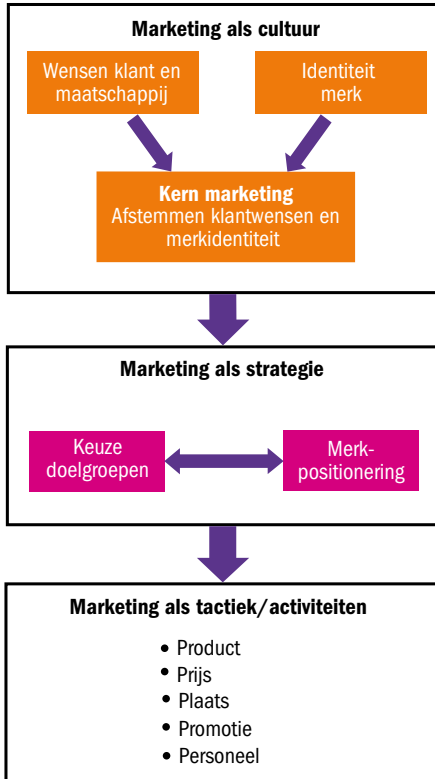 Marketing als cultuur
Wensen klant en
maatschappij
Identiteit
merk
Kern marketing
Afstemmen klantwensen en
merkidentiteit
Marketing als strategie
Keuze
doelgroepen
Merk-
positionering
Marketing als tactiek/activiteiten
• Product
• Prijs
• Plaats
• Promotie
• Personeel